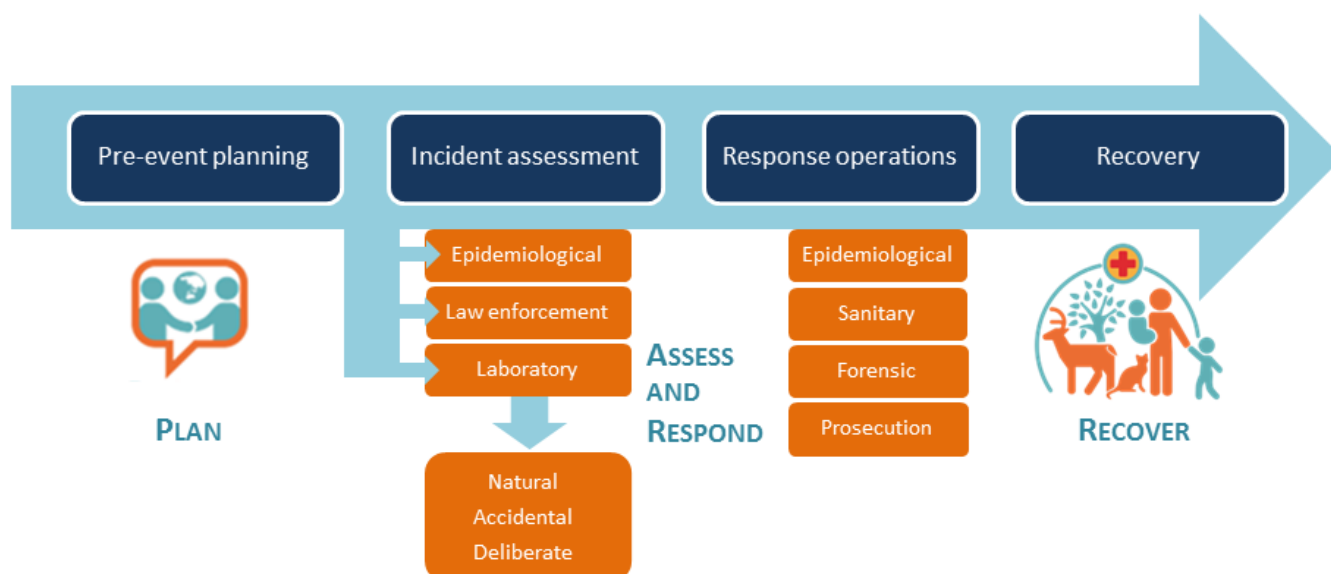 Pre-event planning
Incident assessment
Response operations
Recovery
Epidemiological
Law enforcement
Laboratory
Natural
Accidental
Deliberate
Epidemiological
Sanitary
Forensic
Prosecution
PLAN
ASSESS
AND
RESPOND
RECOVER